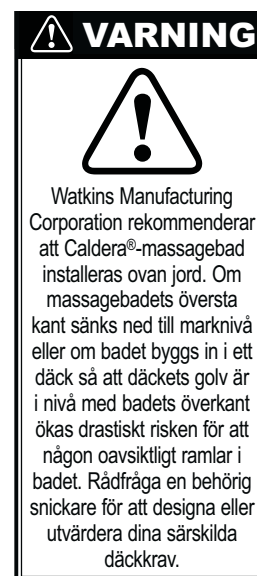 VARNING
Watkins Manufacturing
Corporation rekommenderar
att Caldera®-massagebad
installeras ovan jord. Om
massagebadets översta
kant sänks ned till marknivå
eller om badet byggs in i ett
däck så att däckets golv är
i nivå med badets överkant
ökas drastiskt risken för att
någon oavsiktligt ramlar i
badet. Rådfråga en behörig
snickare för att designa eller
utvärdera dina särskilda
däckkrav.